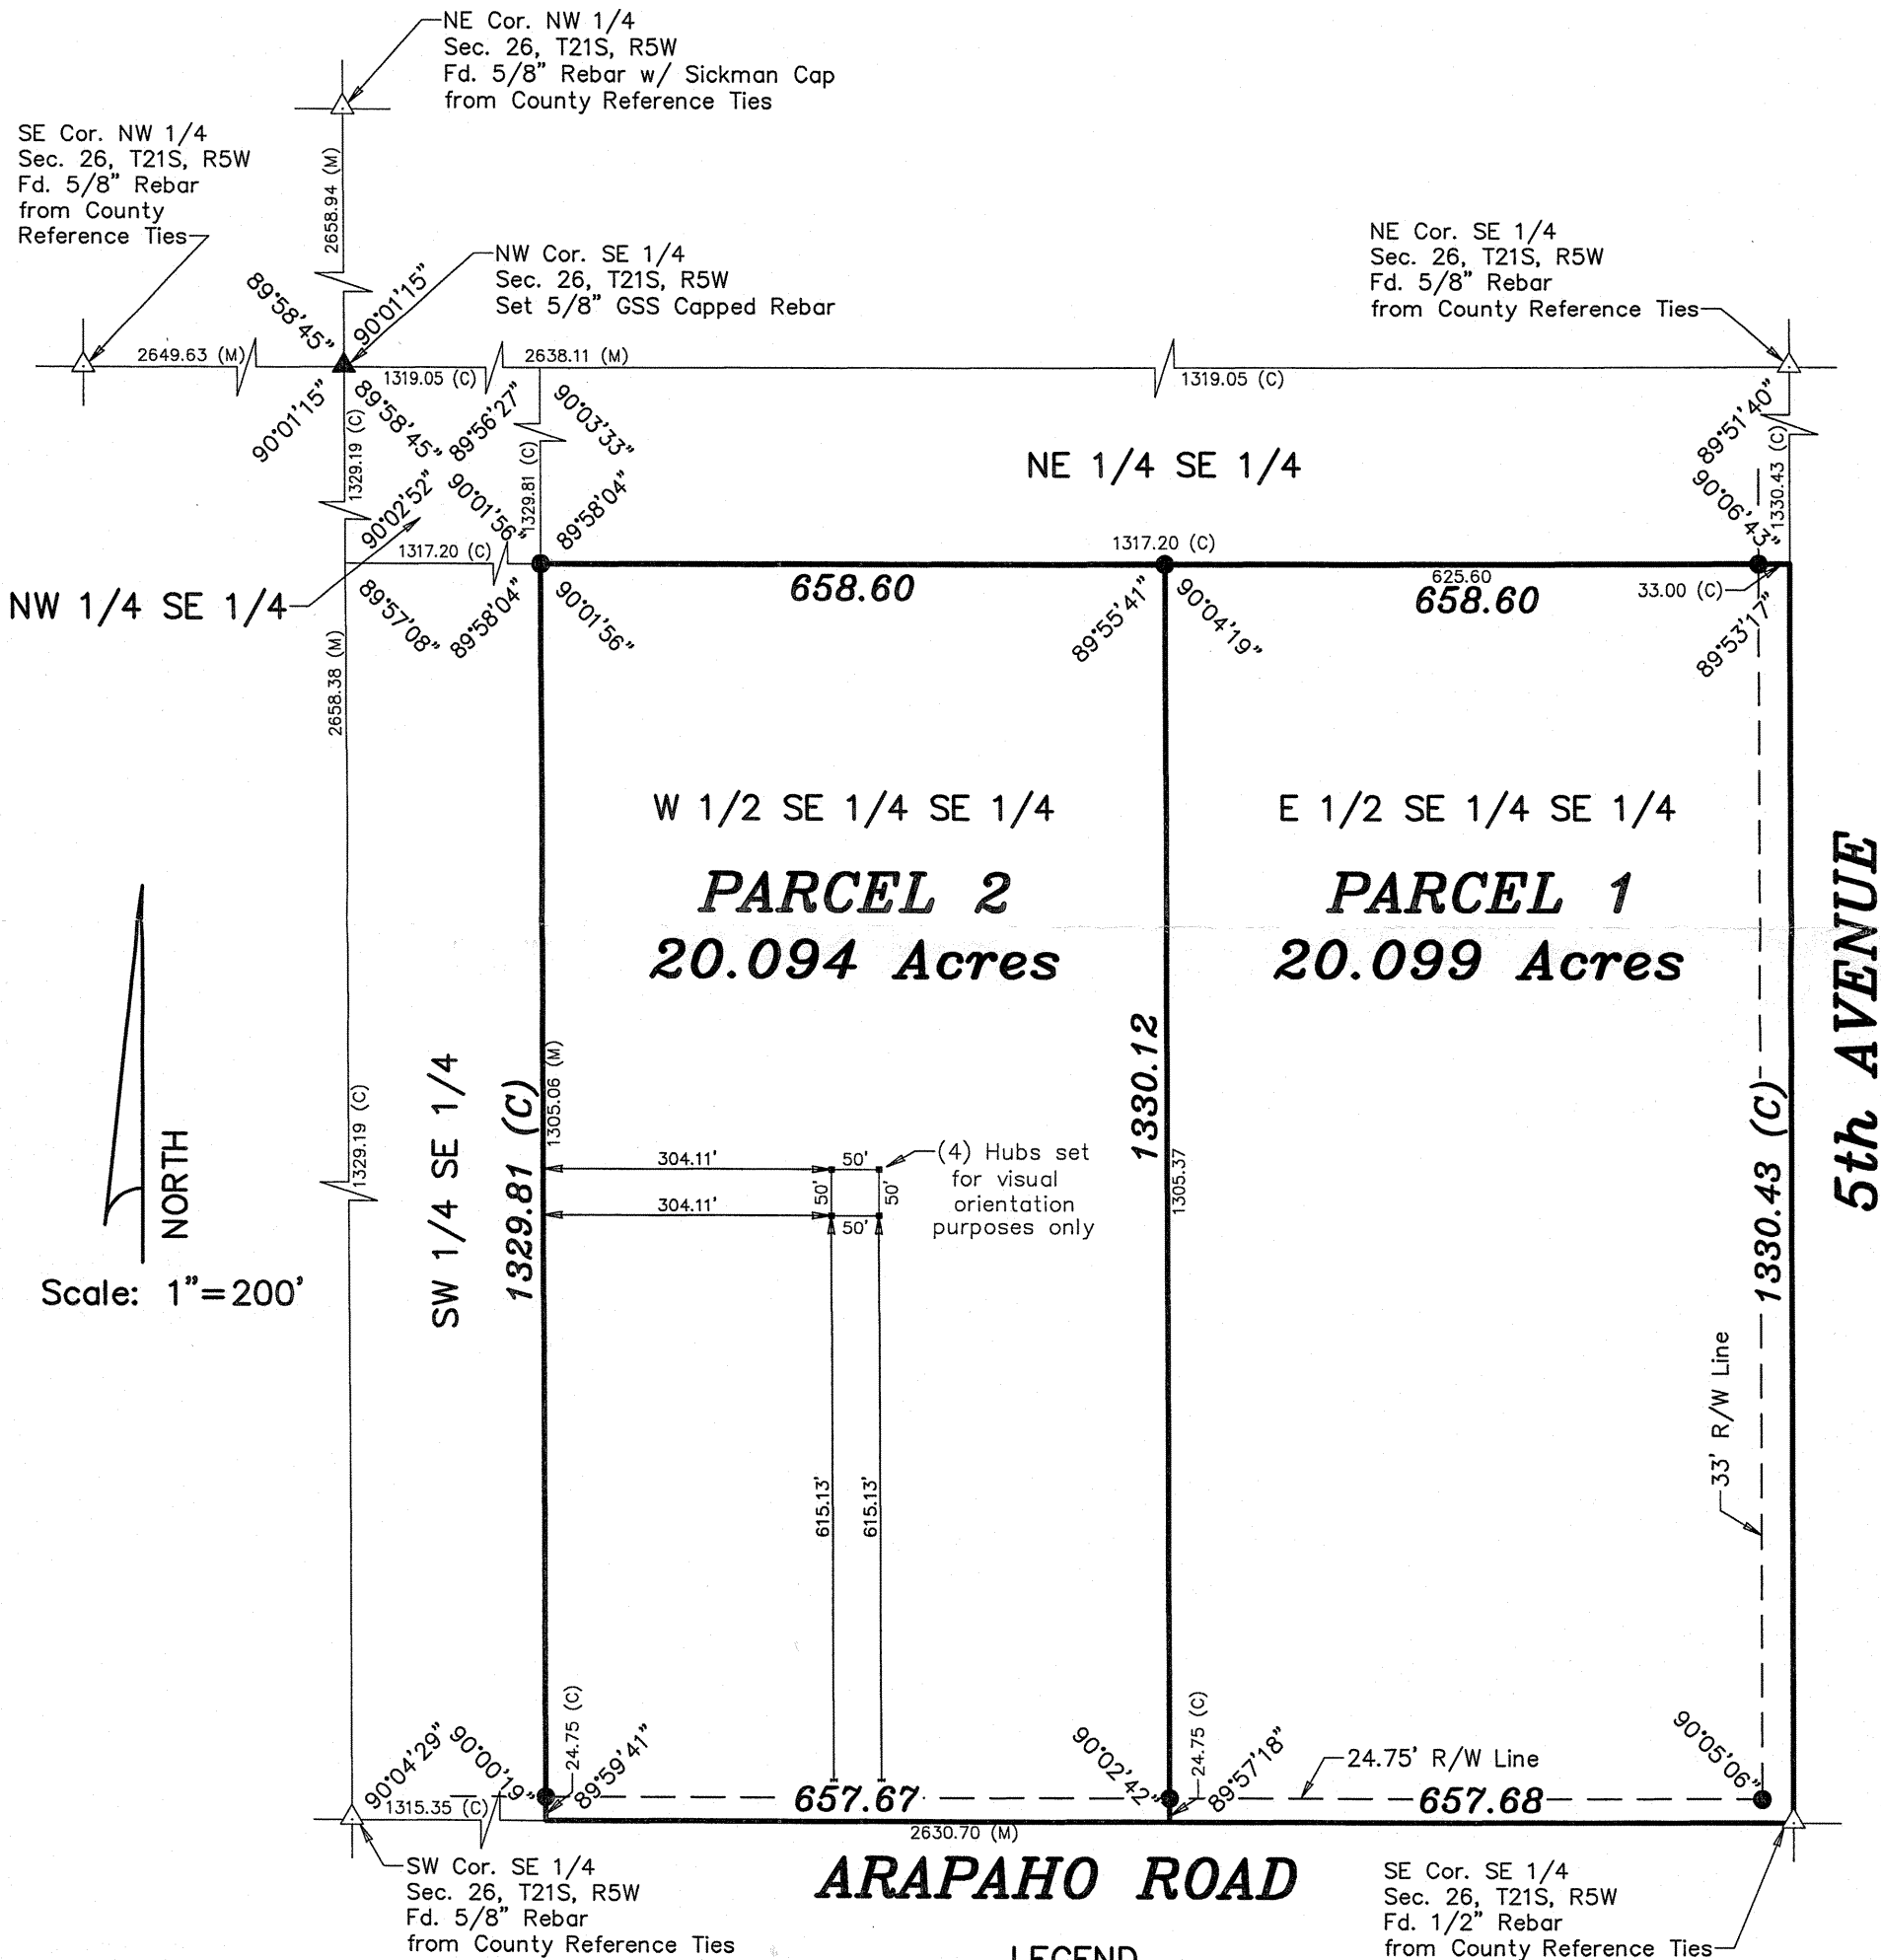 NE Cor. NW 1/4
Sec. 26, T21S, R5W
Fd. 5/8" Rebar w/ Sickman Cap
from County Reference Ties
SE Cor. NW 1/4
Sec. 26, T21S, R5W
Fd. 5/8" Rebar
from County
Reference Ties
2658.94 (M)
NW Cor. SE 1/4
Sec. 26, T21S, R5W
Set 5/8" GSS Capped Rebar
NE Cor. SE 1/4
Sec. 26, T21S, R5W
Fd. 5/8" Rebar
from County Reference Ties
89°58'45"
90°01'15"
2649.63 (M)
2638.11 (M)
1319.05 (C)
1319.05 (C)
90°01'15"
89°58'45"
89°56'27"
90°03'33"
89°51'40"
1329.19 (C)
1329.81 (C)
1330.43 (C)
NE 1/4 SE 1/4
90°02'52"
90°01'56"
89°58'04"
90°06'43"
1317.20 (C)
1317.20 (C)
NW 1/4 SE 1/4
658.60
625.60
658.60
33.00 (C)
89°57'08"
89°58'04"
90°01'56"
89°55'41"
90°04'19"
89°53'17"
2658.38 (M)
W 1/2 SE 1/4 SE 1/4
E 1/2 SE 1/4 SE 1/4
PARCEL 2
20.094 Acres
PARCEL 1
20.099 Acres
5th AVENUE
NORTH
Scale: 1"=200'
1329.19 (C)
SW 1/4 SE 1/4
1329.81 (C)
1305.06 (M)
1330.12
1305.37
1330.43 (C)
304.11'
50'
50'
50'
304.11'
50'
(4) Hubs set
for visual
orientation
purposes only
615.13'
615.13'
33' R/W Line
24.75 (C)
24.75 (C)
90°04'29"
90°00'19"
89°59'41"
90°02'42"
89°57'18"
90°05'06"
24.75' R/W Line
1315.35 (C)
657.67
657.68
2630.70 (M)
ARAPAHO ROAD
SW Cor. SE 1/4
Sec. 26, T21S, R5W
Fd. 5/8" Rebar
from County Reference Ties
SE Cor. SE 1/4
Sec. 26, T21S, R5W
Fd. 1/2" Rebar
from County Reference Ties
LEGEND